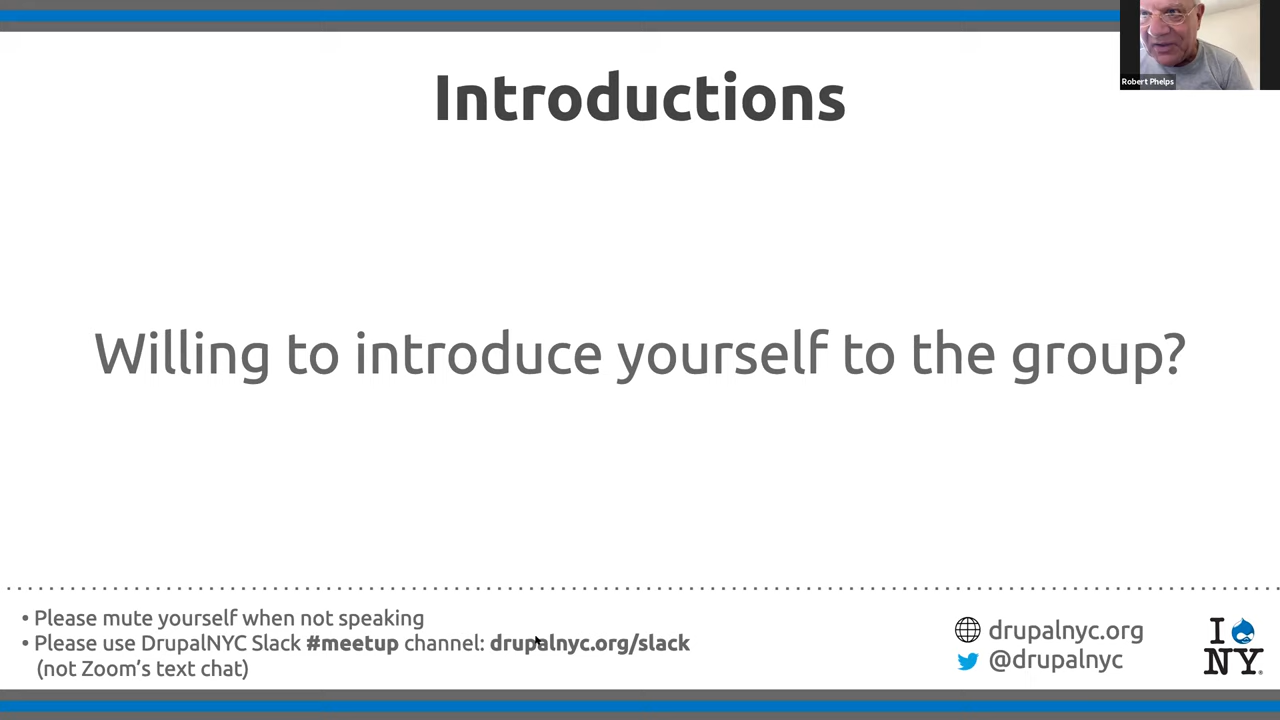 Robert Phelps
Introductions
Willing to introduce yourself to the group?
• Please mute yourself when not speaking
• Please use DrupalNYC Slack #meetup channel: drupalnyc.org/slack
(not Zoom’s text chat)
drupalnyc.org
@drupalnyc
I
NY®